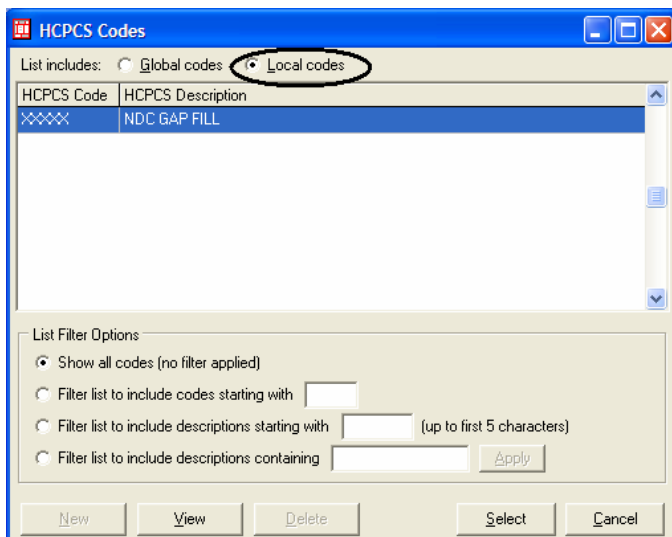 HCPCS Codes
List includes: Global codes Local codes
HCPCS Code HCPCS Description
XXXXX NDC GAP FILL
List Filter Options
Show all codes (no filter applied)
Filter list to include codes starting with
Filter list to include descriptions starting with (up to first 5 characters)
Filter list to include descriptions containing Apply
New View Delete Select Cancel